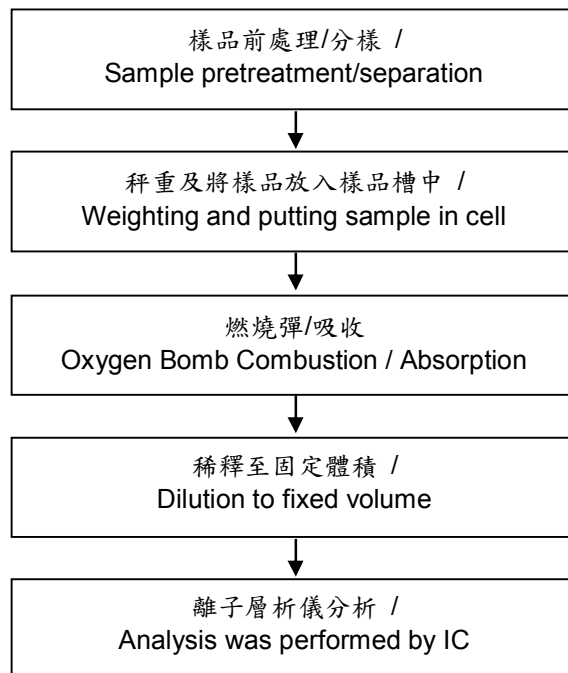 樣品前處理/分樣 /
Sample pretreatment/separation
秤重及將樣品放入樣品槽中 /
Weighting and putting sample in cell
燃燒彈/吸收
Oxygen Bomb Combustion / Absorption
稀釋至固定體積 /
Dilution to fixed volume
離子層析儀分析 /
Analysis was performed by IC